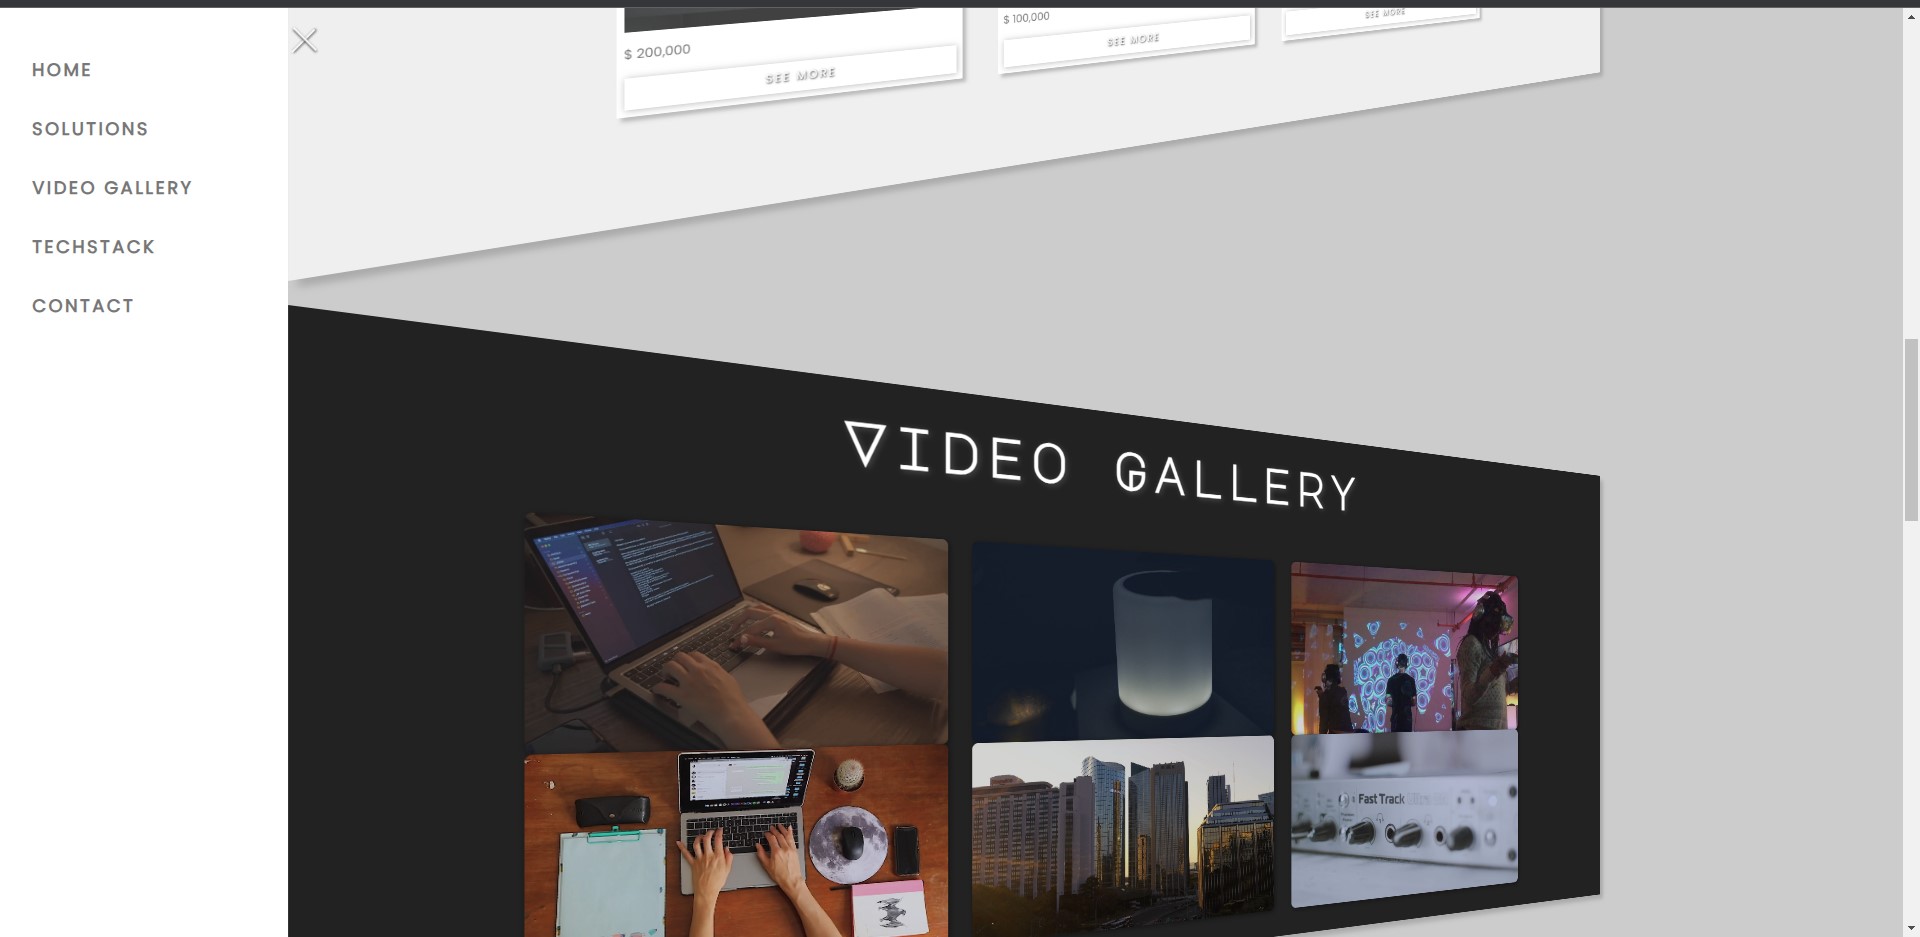 HOME
SOLUTIONS
VIDEO GALLERY
TECHSTACK
CONTACT
$ 200,000
SEE MORE
$ 100,000
SEE MORE
SEE MORE
VIDEO GALLERY
Fast Track